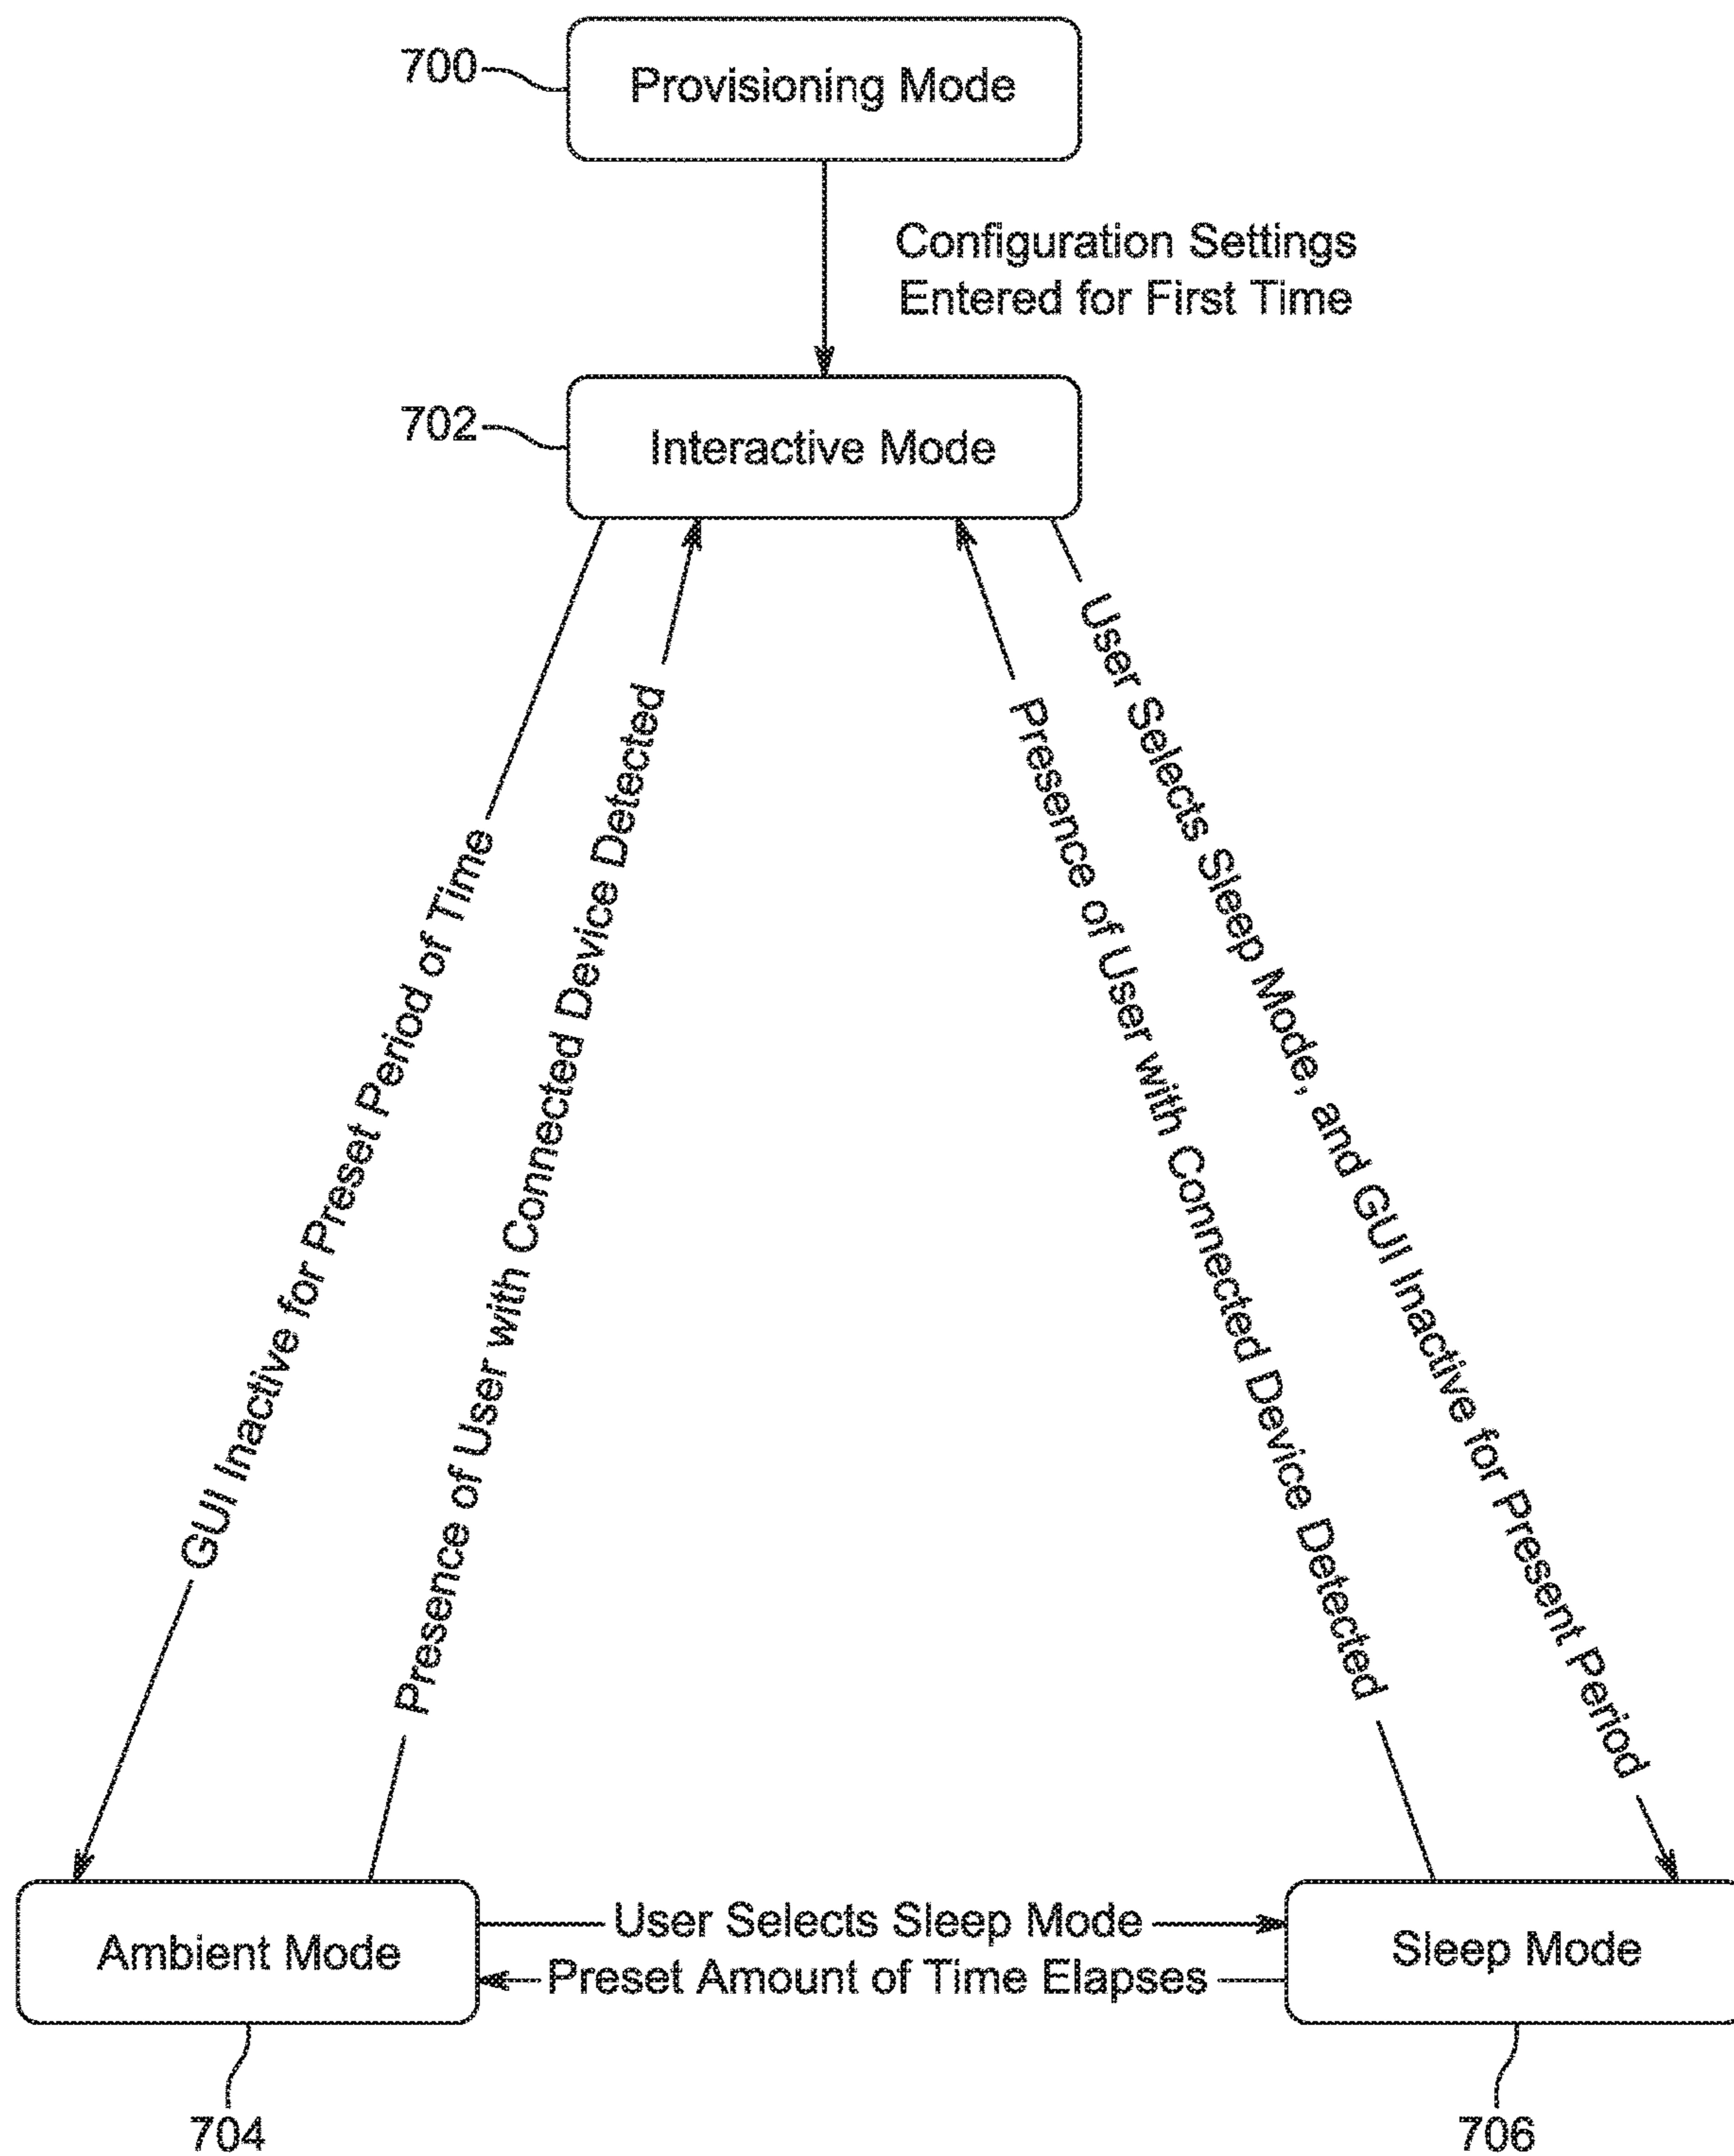 700
Provisioning Mode
Configuration Settings
Entered for First Time
702
Interactive Mode
GUI Inactive for Preset Period of Time
Presence of User with Connected Device Detected
Presence of User with Connected Device Detected
User Selects Sleep Mode, and GUI Inactive for Present Period
Ambient Mode
User Selects Sleep Mode
Preset Amount of Time Elapses
Sleep Mode
704
706